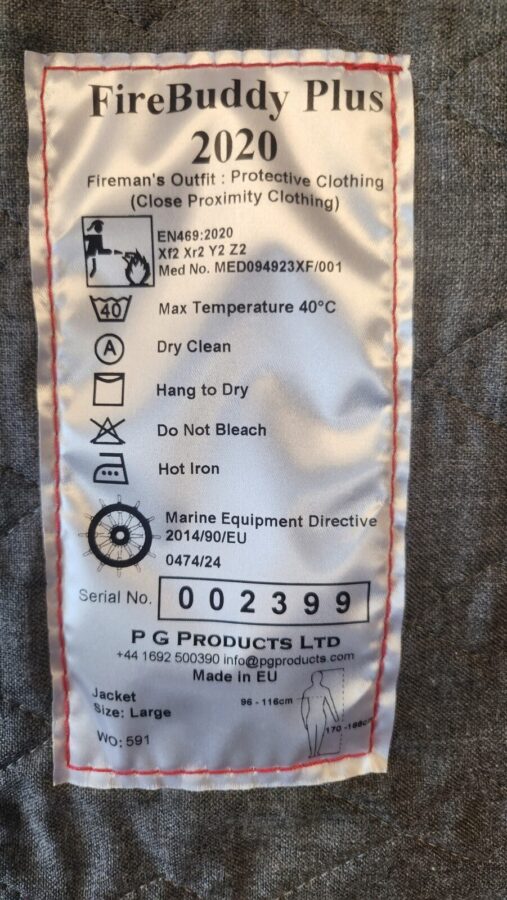 FireBuddy Plus
2020
Fireman's Outfit : Protective Clothing
(Close Proximity Clothing)
EN469:2020
Xf2 Xr2 Y2 Z2
Med No. MED094923XF/001
40 Max Temperature 40°C
A Dry Clean
Hang to Dry
Do Not Bleach
Hot Iron
Marine Equipment Directive
2014/90/EU
0474/24
Serial No. 002399
P G PRODUCTS LTD
+44 1692 500390 info@pgproducts.com
Made in EU
Jacket
Size: Large
96 - 116cm
WO: 591